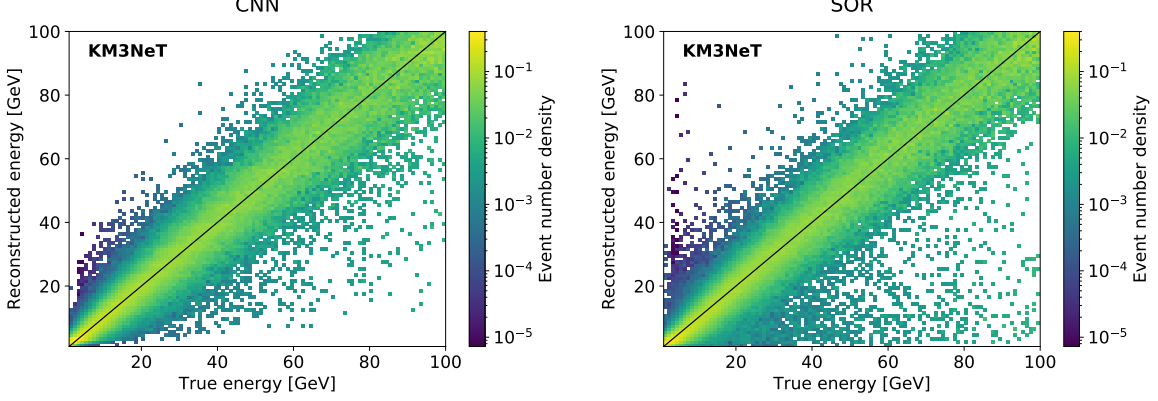 CNN
KM3NeT
Reconstructed energy [GeV]
100
80
60
40
20
20 40 60 80 100
True energy [GeV]
10⁻¹
10⁻²
10⁻³
10⁻⁴
10⁻⁵
Event number density
SOR
KM3NeT
Reconstructed energy [GeV]
100
80
60
40
20
20 40 60 80 100
True energy [GeV]
10⁻¹
10⁻²
10⁻³
10⁻⁴
10⁻⁵
Event number density